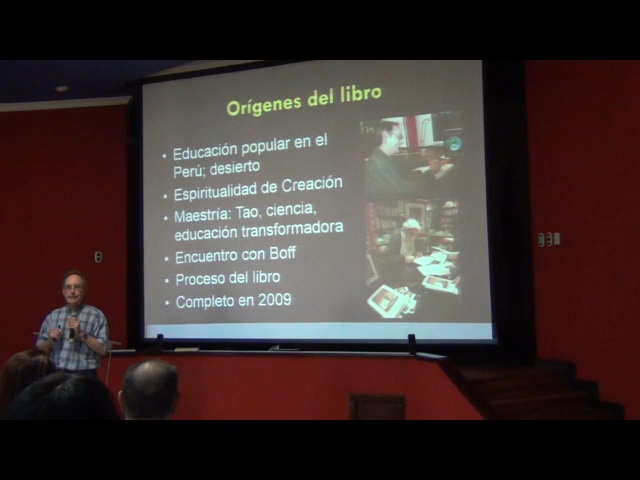 Orígenes del libro
• Educación popular en el
Perú; desierto
• Espiritualidad de Creación
• Maestría: Tao, ciencia,
educación transformadora
• Encuentro con Boff
• Proceso del libro
• Completo en 2009